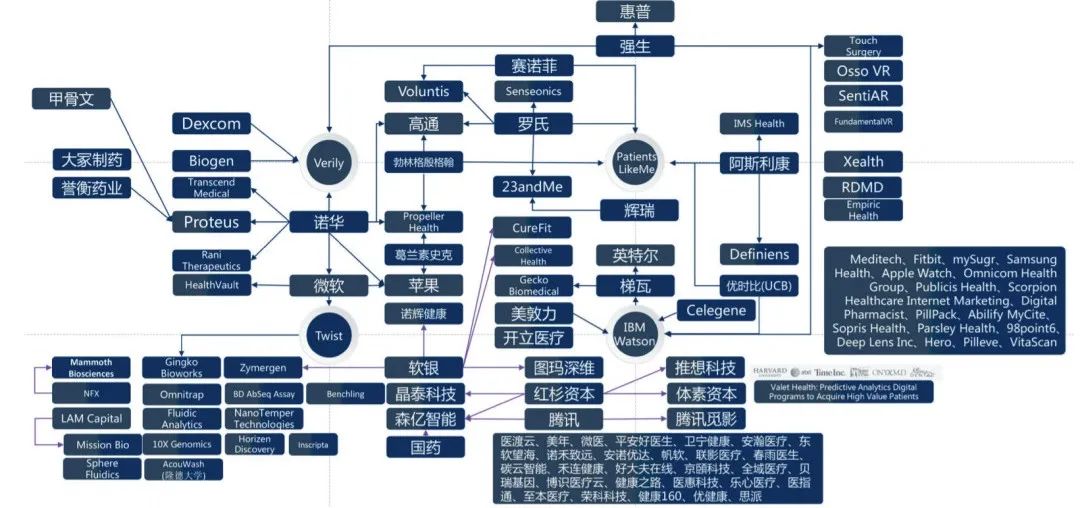 惠普
强生
Touch
Surgery
赛诺菲
Osso VR
甲骨文
Voluntis
Senseonics
SentiAR
Dexcom
高通
罗氏
IMS Health
FundamentalVR
大冢制药
Biogen
Verily
勃林格殷格翰
Patients
LikeMe
阿斯利康
Xealth
誉衡药业
Transcend
Medical
23andMe
RDMD
Proteus
诺华
Propeller
Health
辉瑞
Empiric
Health
CureFit
Rani
Therapeutics
葛兰素史克
Collective
Health
英特尔
Definiens
HealthVault
微软
苹果
Gecko
Biomedical
梯瓦
优时比(UCB)
诺辉健康
美敦力
Celegene
Twist
开立医疗
IBM
Watson
Meditech、Fitbit、mySugr、Samsung
Health、Apple Watch、Omnicom Health
Group、Publicis Health、Scorpion
Healthcare Internet Marketing、Digital
Pharmacist、PillPack、Abilify MyCite、
Sopris Health、Parsley Health、98point6、
Deep Lens Inc、Hero、Pilleve、VitaScan
Mammoth
Biosciences
Gingko
Bioworks
Zymergen
软银
图玛深维
推想科技
HARVARD
UNIVERSITY
at&t
Time Inc.
ONYXMD
NFX
Omnitrap
BD AbSeq Assay
Benchling
晶泰科技
红杉资本
体素资本
Valet Health: Predictive Analytics Digital
Programs to Acquire High Value Patients
LAM Capital
Fluidic
Analytics
NanoTemper
Technologies
森亿智能
腾讯
腾讯觅影
Mission Bio
10X Genomics
Horizen
Discovery
Inscripta
国药
Sphere
Fluidics
AcouWash
(隆德大学)
医渡云、美年、微医、平安好医生、卫宁健康、安瀚医疗、东
软望海、诺禾致远、安诺优达、帆软、联影医疗、春雨医生、
碳云智能、禾连健康、好大夫在线、京颐科技、全域医疗、贝
瑞基因、博识医疗云、健康之路、医惠科技、乐心医疗、医指
通、至本医疗、荣科科技、健康160、优健康、思派